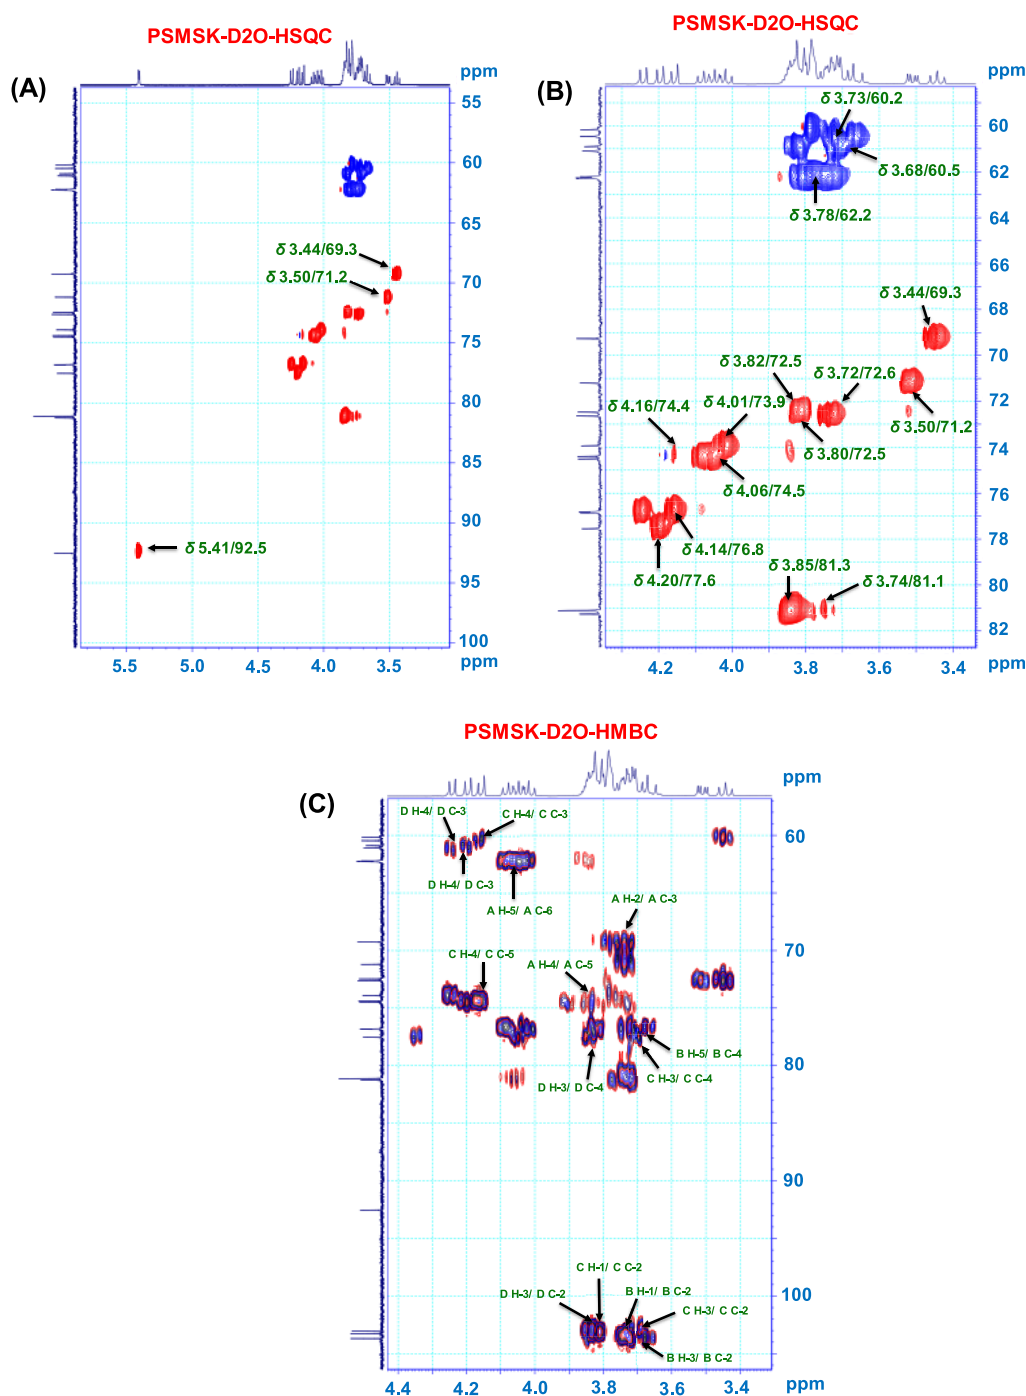 PSMSK-D2O-HSQC
(A)
ppm
55
60
65
70
75
80
85
90
95
100
δ 3.44/69.3
δ 3.50/71.2
δ 5.41/92.5
5.5
5.0
4.5
4.0
3.5
ppm
PSMSK-D2O-HSQC
(B)
ppm
60
62
64
66
68
70
72
74
76
78
80
82
δ 3.73/60.2
δ 3.68/60.5
δ 3.78/62.2
δ 3.44/69.3
δ 3.82/72.5
δ 3.72/72.6
δ 4.16/74.4
δ 4.01/73.9
δ 3.50/71.2
δ 3.80/72.5
δ 4.06/74.5
δ 4.14/76.8
δ 3.85/81.3
δ 4.20/77.6
δ 3.74/81.1
4.2
4.0
3.8
3.6
3.4
ppm
PSMSK-D2O-HMBC
(C)
ppm
60
70
80
90
100
D H-4/ D C-3
C H-4/ C C-3
D H-4/ D C-3
A H-5/ A C-6
A H-2/ A C-3
C H-4/ C C-5
A H-4/ A C-5
B H-5/ B C-4
C H-3/ C C-4
D H-3/ D C-4
C H-1/ C C-2
D H-3/ D C-2
B H-1/ B C-2
C H-3/ C C-2
B H-3/ B C-2
4.4
4.2
4.0
3.8
3.6
3.4
ppm